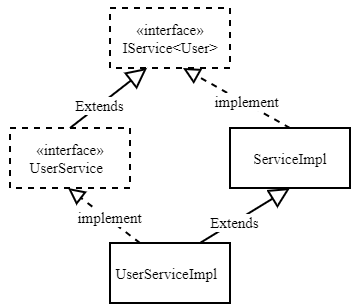 «interface»
IService<User>
Extends
implement
«interface»
UserService
ServiceImpl
implement
Extends
UserServiceImpl